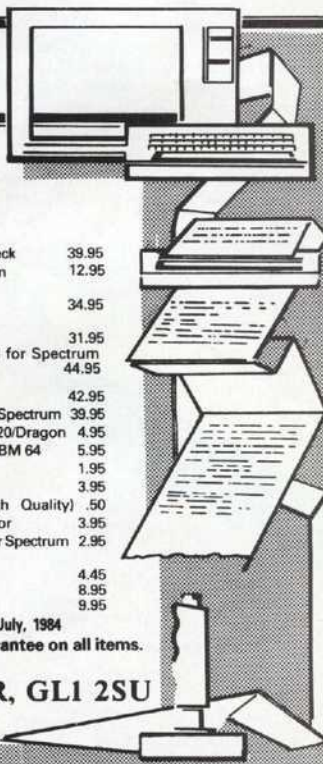 eck 39.95
n 12.95
34.95
31.95
for Spectrum
44.95
42.95
Spectrum 39.95
20/Dragon 4.95
BM 64 5.95
1.95
3.95
th Quality) .50
or 3.95
r Spectrum 2.95
4.45
8.95
9.95
July, 1984
antee on all items.
R, GL1 2SU